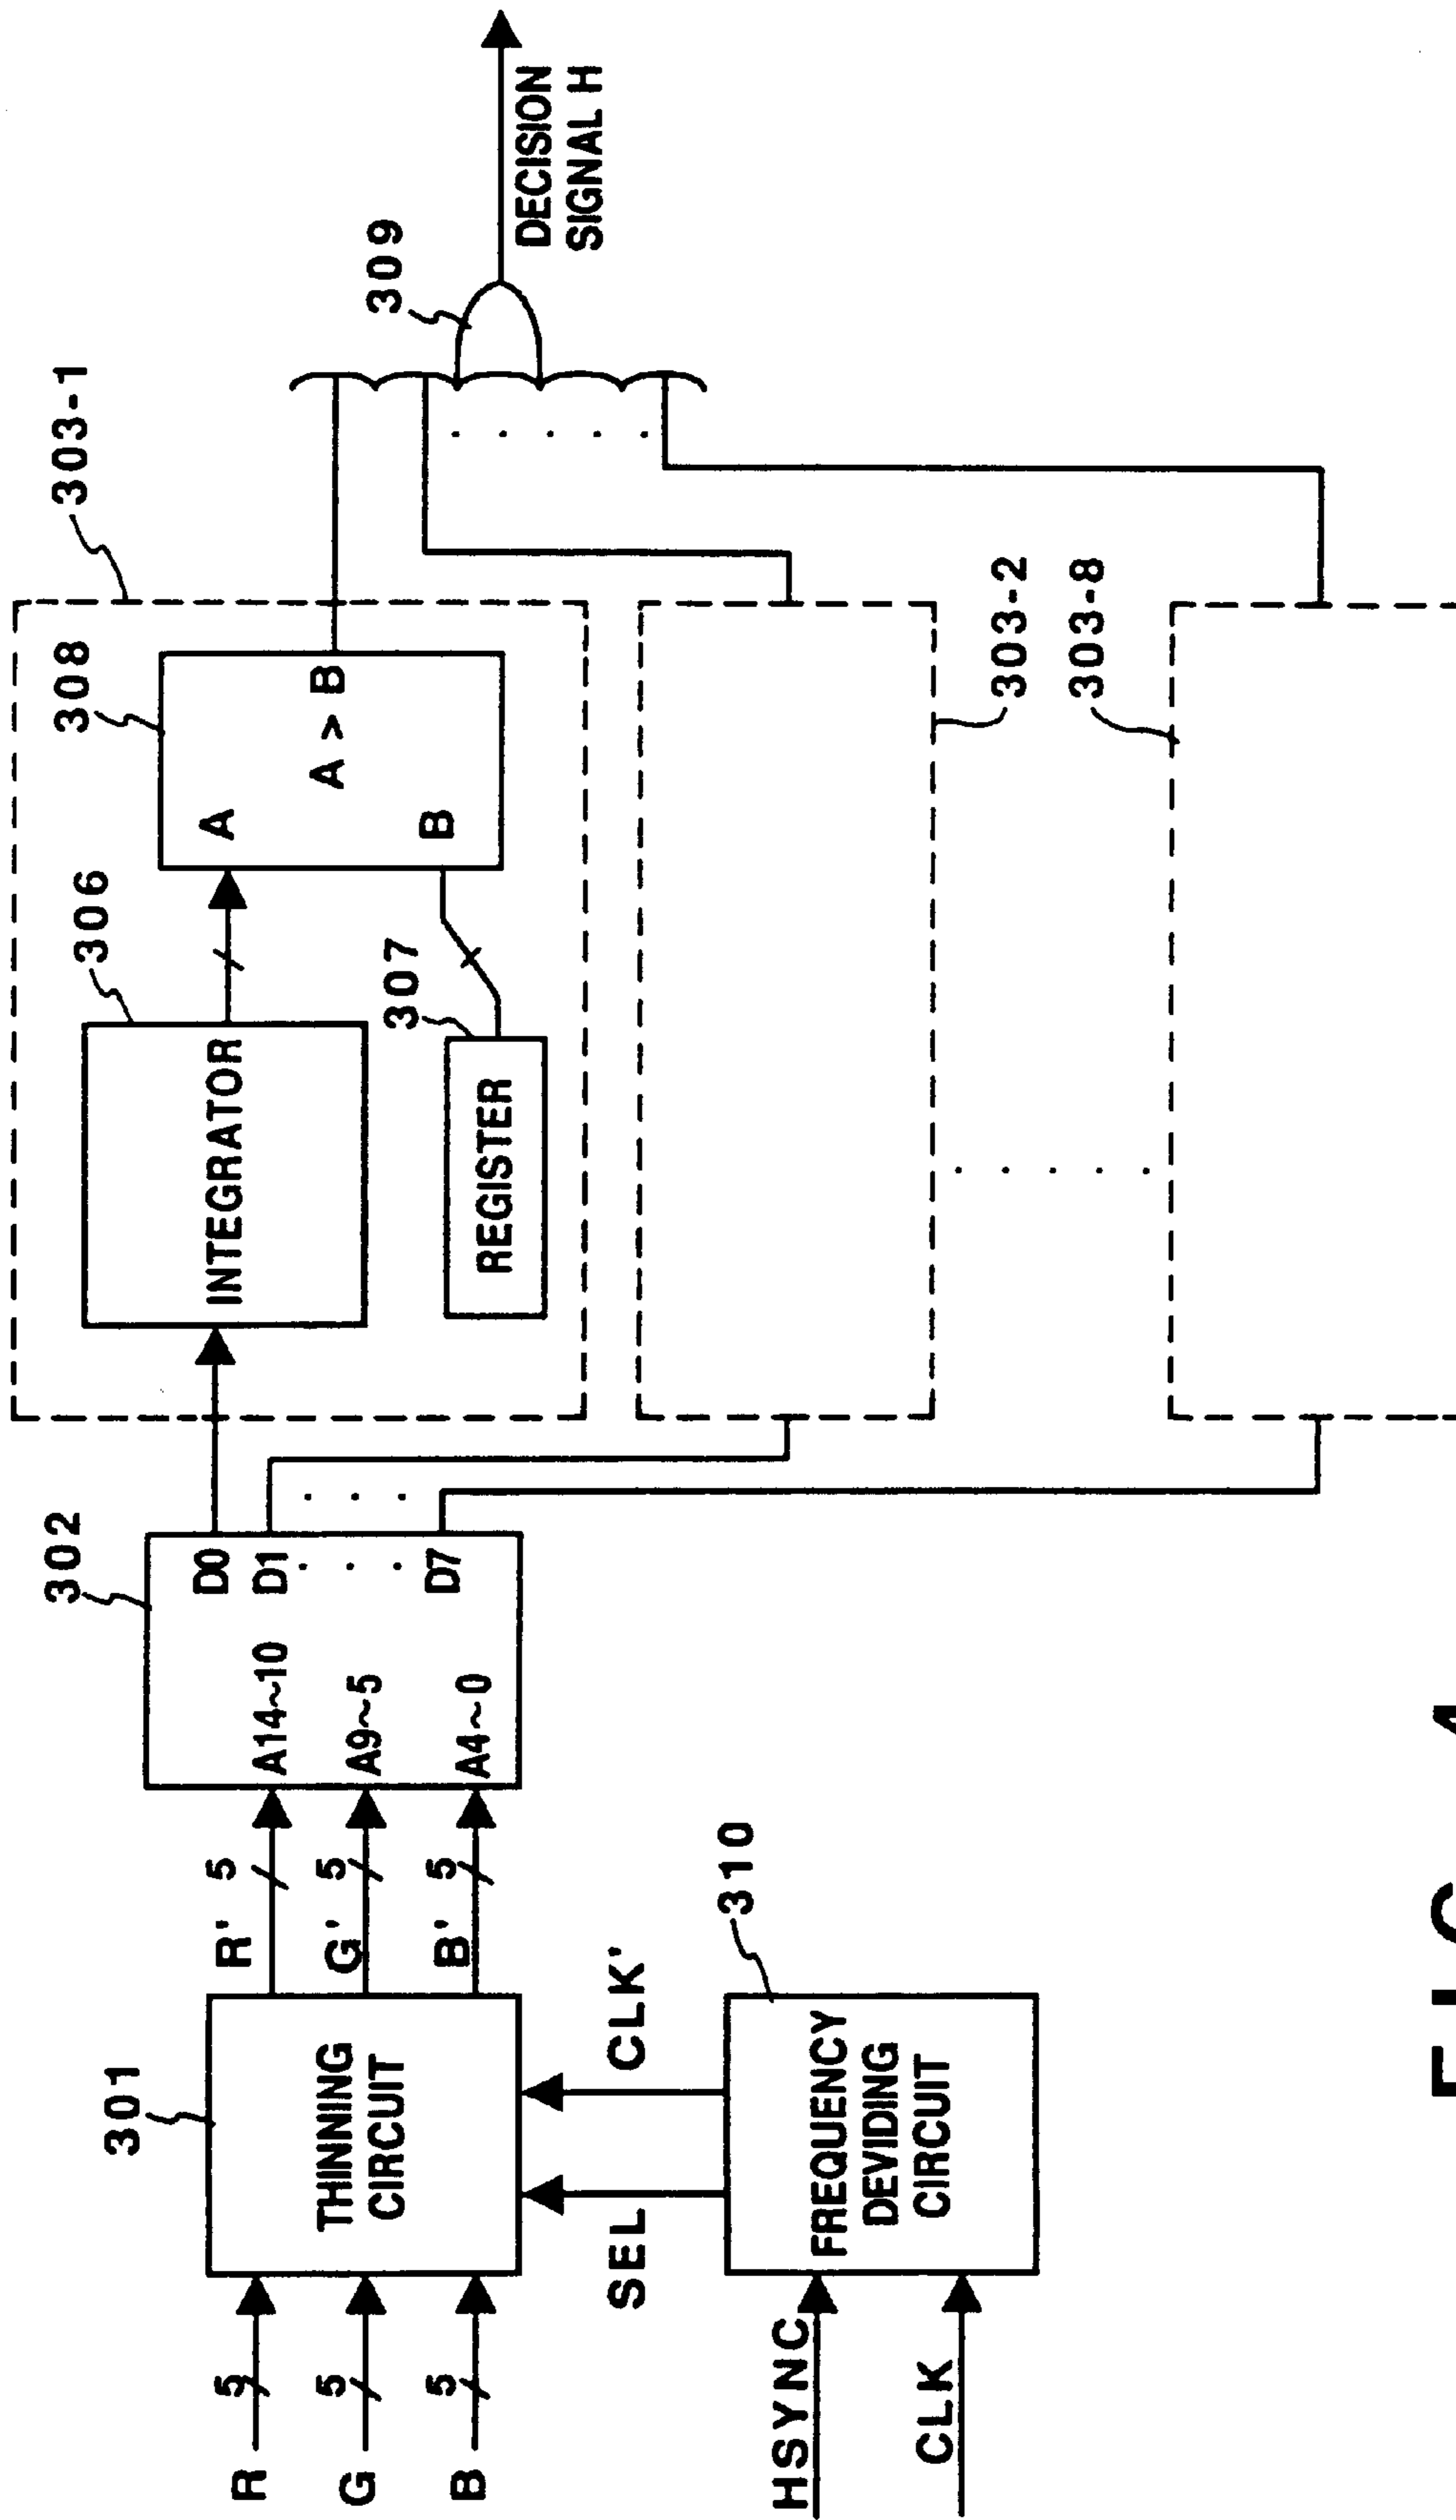 R 5
G 5
B 5
301
THINNING
CIRCUIT
R' 5
G' 5
B' 5
HSYNC
CLK
SEL
CLK'
310
FREQUENCY
DEVIDING
CIRCUIT
302
A14~10
A9~5
A4~0
D0
D1
D7
303-1
306
INTEGRATOR
307
REGISTER
308
A
B
A > B
303-2
303-8
309
DECISION
SIGNAL H